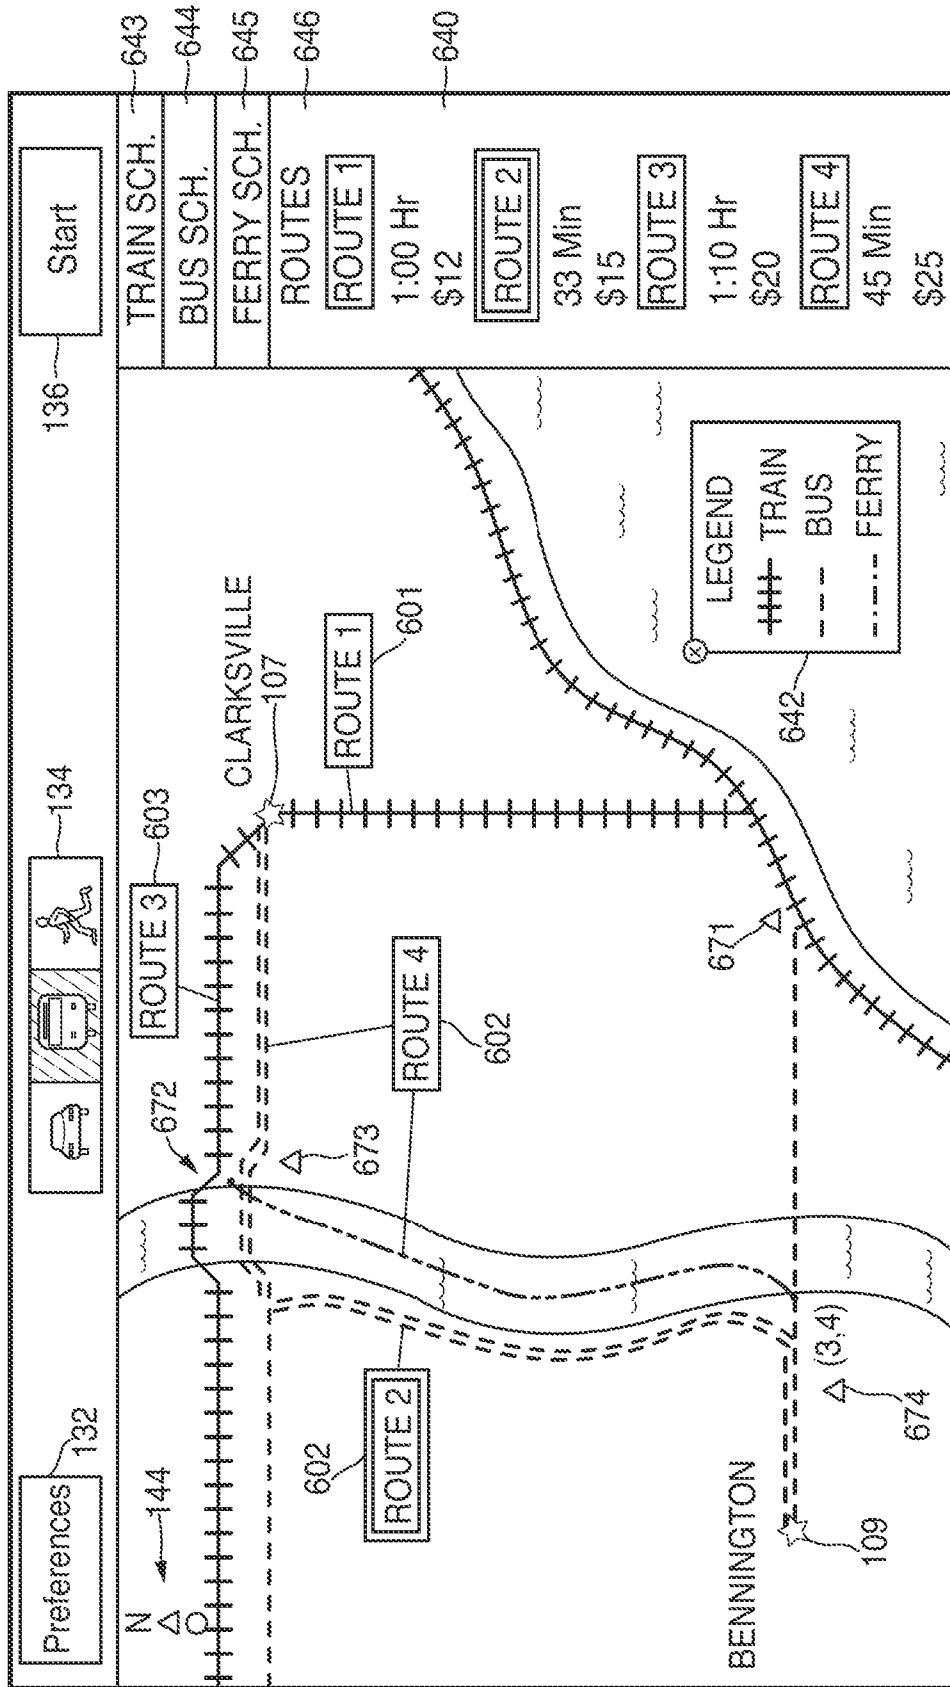 Preferences
132
134
136
Start
N
144
672
ROUTE 3
603
CLARKSVILLE
107
602
ROUTE 2
673
ROUTE 4
602
ROUTE 1
601
BENNINGTON
109
(3,4)
674
671
642
LEGEND
TRAIN
BUS
FERRY
X
TRAIN SCH.
643
BUS SCH.
644
FERRY SCH.
645
ROUTES
646
ROUTE 1
1:00 Hr
$12
640
ROUTE 2
33 Min
$15
ROUTE 3
1:10 Hr
$20
ROUTE 4
45 Min
$25